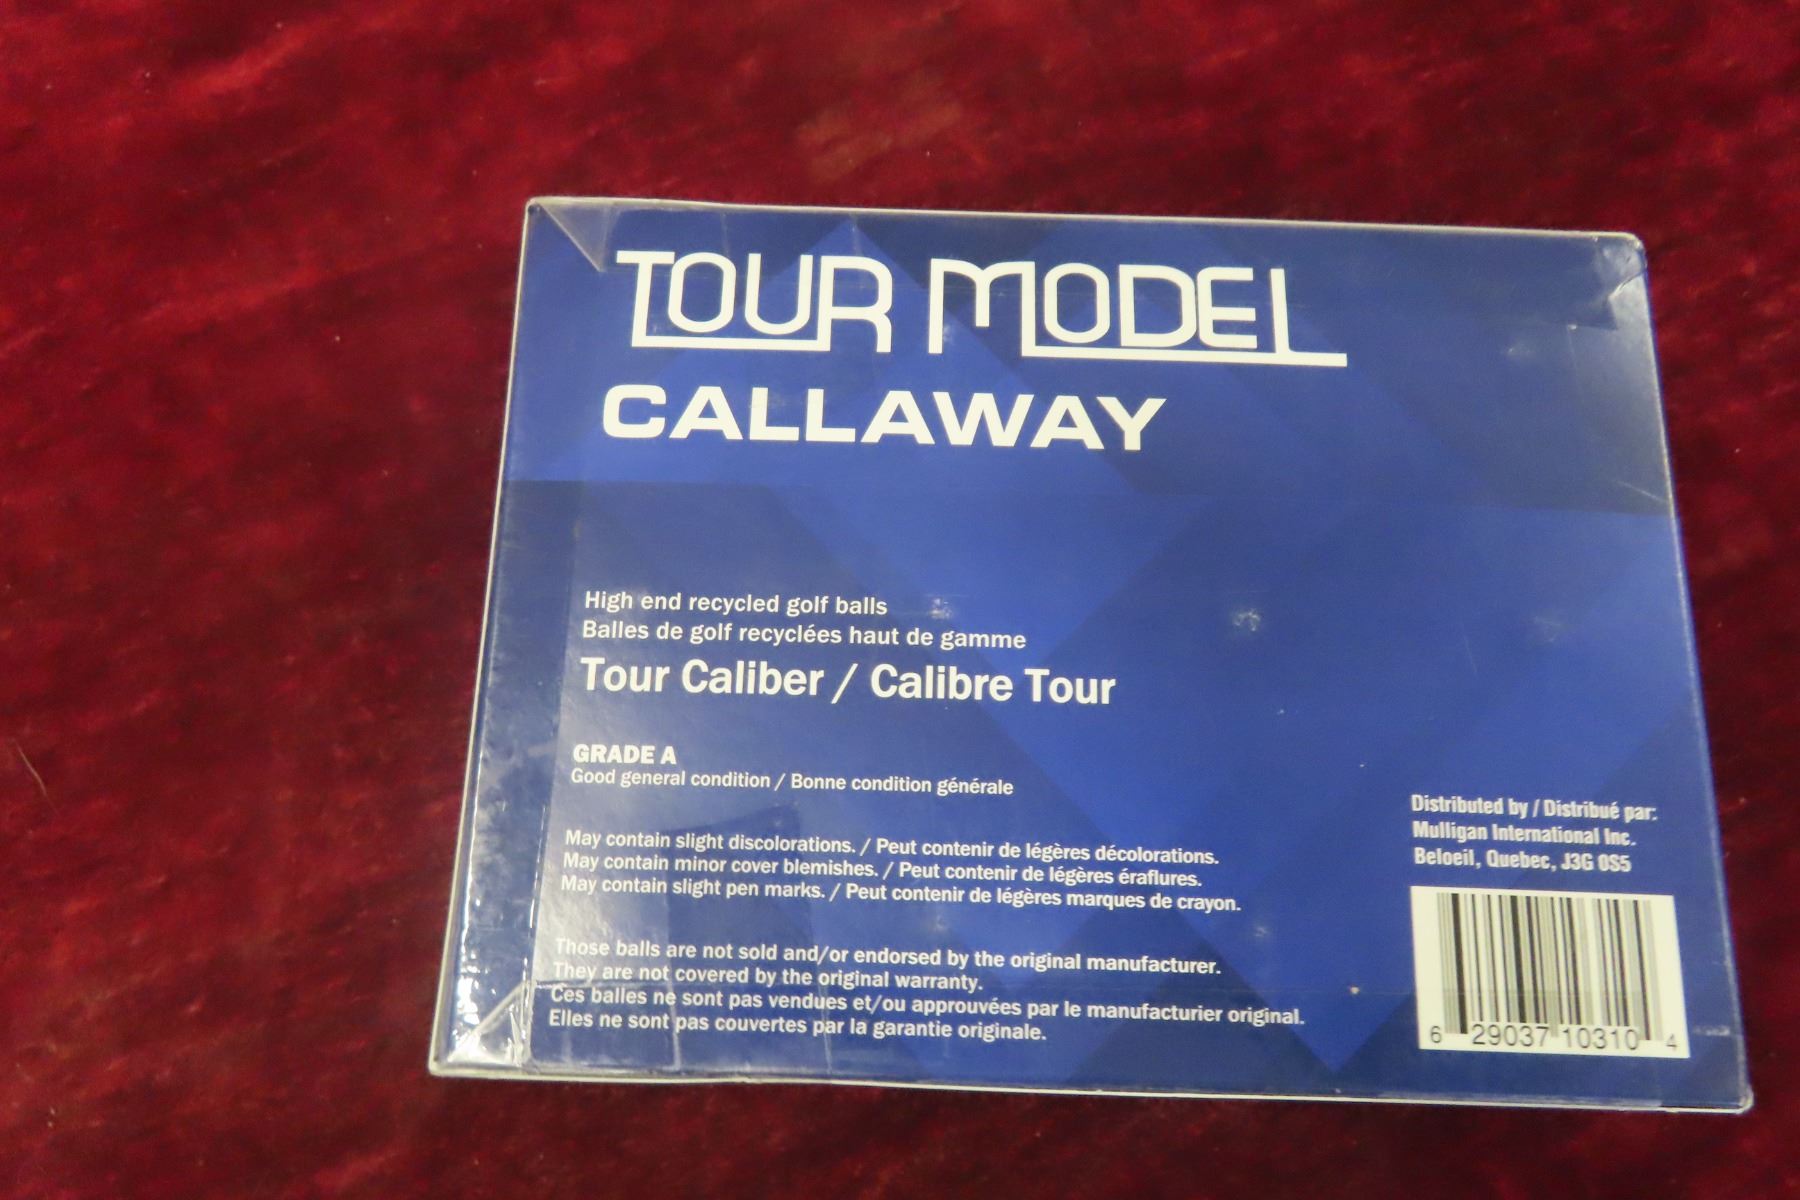 TOUR MODEL
CALLAWAY
High end recycled golf balls
Balles de golf recyclées haut de gamme
Tour Caliber / Calibre Tour
GRADE A
Good general condition / Bonne condition générale
May contain slight discolorations. / Peut contenir de légères décolorations.
May contain minor cover blemishes. / Peut contenir de légères éraflures.
May contain slight pen marks. / Peut contenir de légères marques de crayon.
Those balls are not sold and/or endorsed by the original manufacturer.
They are not covered by the original warranty.
Ces balles ne sont pas vendues et/ou approuvées par le manufacturier original.
Elles ne sont pas couvertes par la garantie originale.
Distributed by / Distribué par:
Mulligan International Inc.
Beloeil, Quebec, J3G 0S5
6 29037 10310 4